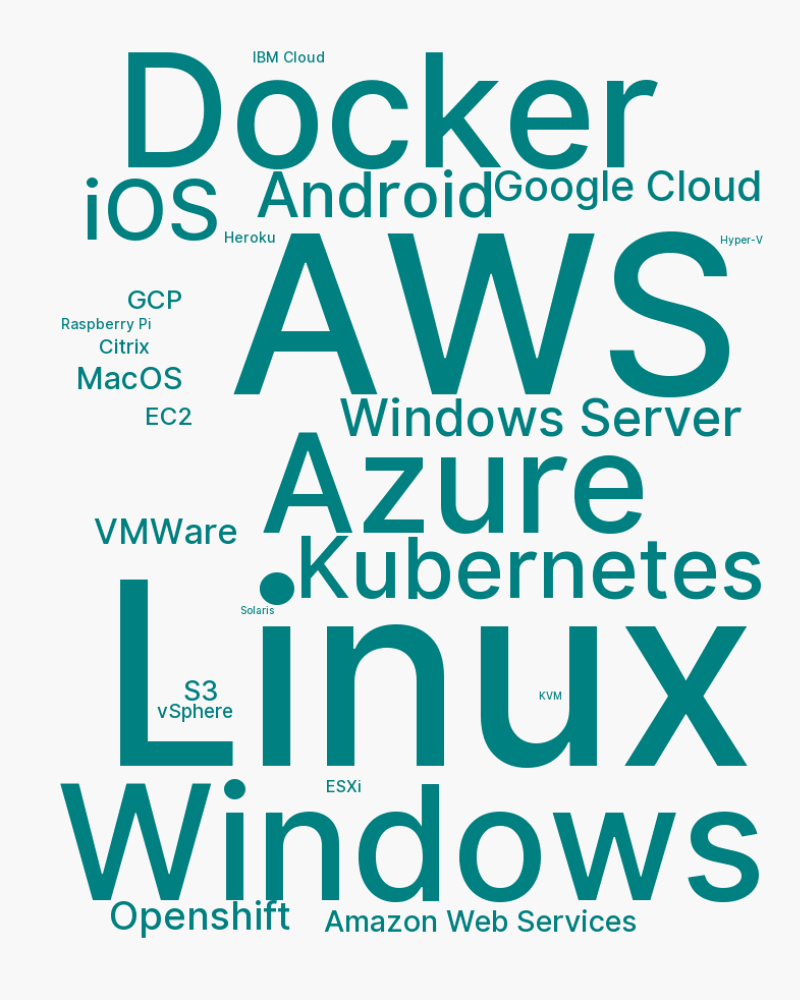 IBM Cloud
Docker
iOS
Android
Google Cloud
Heroku
AWS
Hyper-V
GCP
Raspberry Pi
Citrix
MacOS
EC2
Windows Server
Azure
VMWare
Kubernetes
Solaris
Linux
S3
KVM
vSphere
ESXi
Windows
Openshift
Amazon Web Services